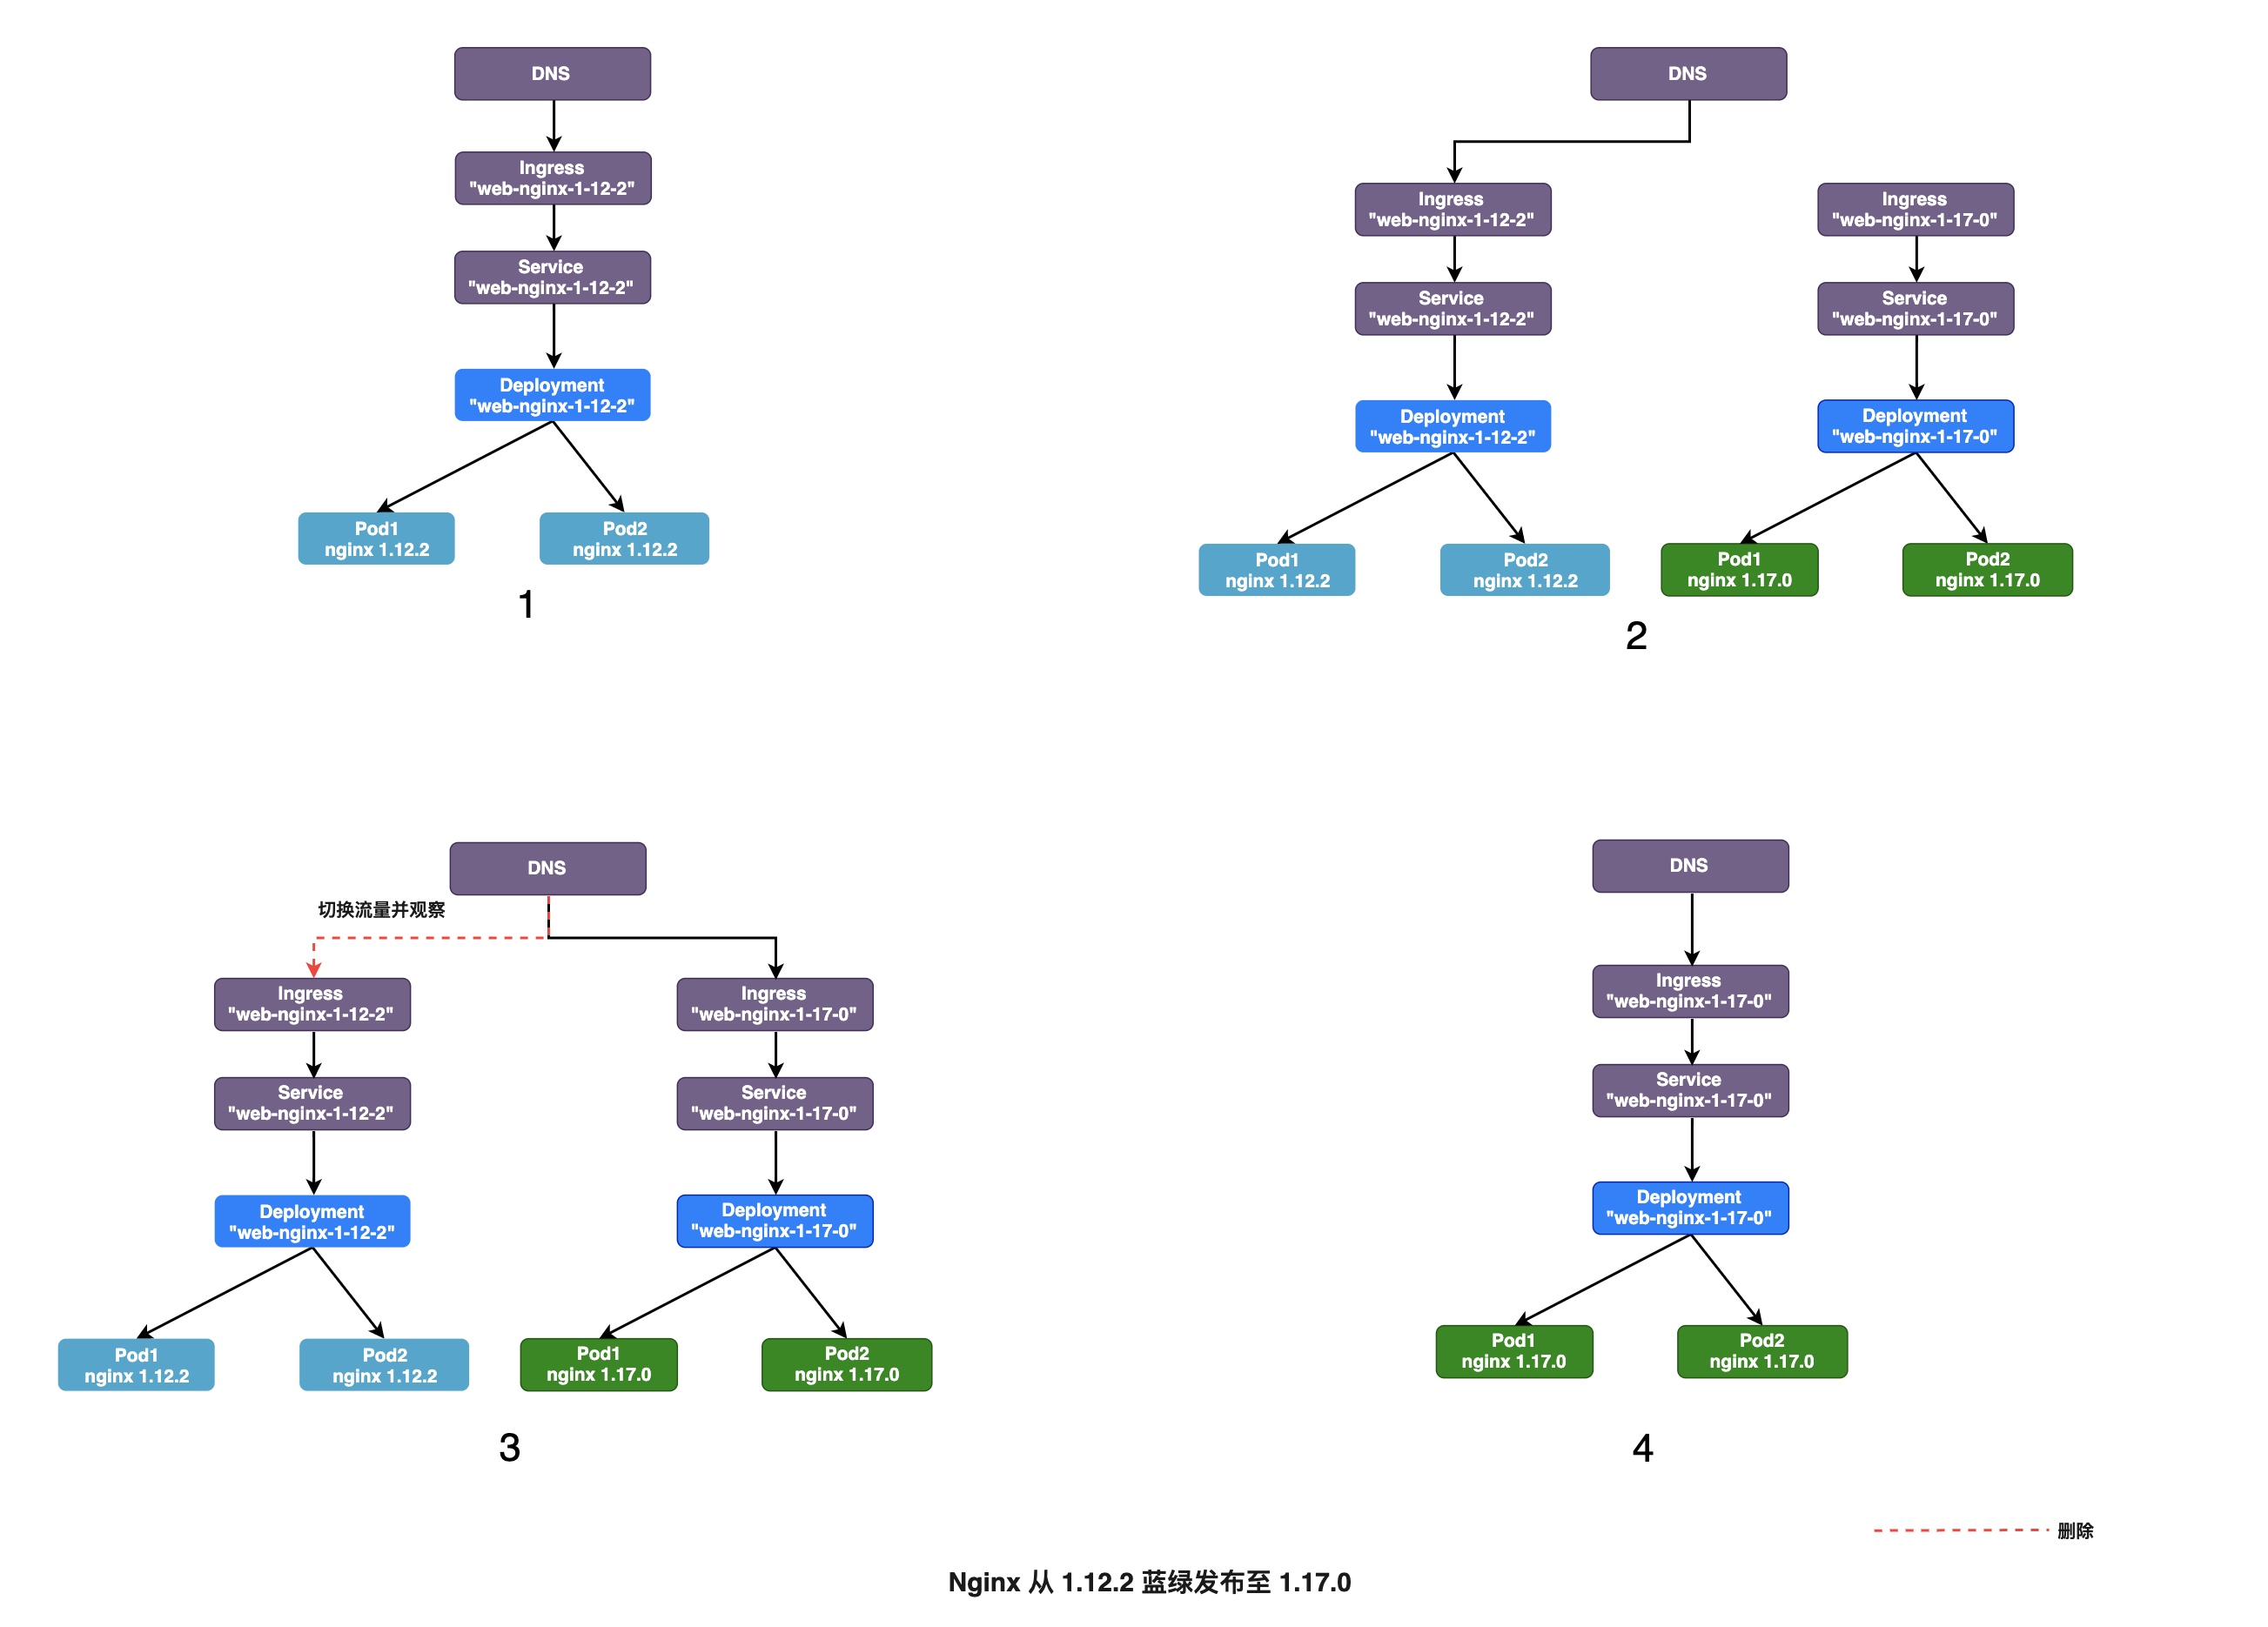 DNS
Ingress
"web-nginx-1-12-2"
Service
"web-nginx-1-12-2"
Deployment
"web-nginx-1-12-2"
Pod1
nginx 1.12.2
Pod2
nginx 1.12.2
1
DNS
Ingress
"web-nginx-1-12-2"
Service
"web-nginx-1-12-2"
Deployment
"web-nginx-1-12-2"
Pod1
nginx 1.12.2
Pod2
nginx 1.12.2
Ingress
"web-nginx-1-17-0"
Service
"web-nginx-1-17-0"
Deployment
"web-nginx-1-17-0"
Pod1
nginx 1.17.0
Pod2
nginx 1.17.0
2
DNS
切换流量并观察
Ingress
"web-nginx-1-12-2"
Service
"web-nginx-1-12-2"
Deployment
"web-nginx-1-12-2"
Pod1
nginx 1.12.2
Pod2
nginx 1.12.2
Ingress
"web-nginx-1-17-0"
Service
"web-nginx-1-17-0"
Deployment
"web-nginx-1-17-0"
Pod1
nginx 1.17.0
Pod2
nginx 1.17.0
3
DNS
Ingress
"web-nginx-1-17-0"
Service
"web-nginx-1-17-0"
Deployment
"web-nginx-1-17-0"
Pod1
nginx 1.17.0
Pod2
nginx 1.17.0
4
删除
Nginx 从 1.12.2 蓝绿发布至 1.17.0